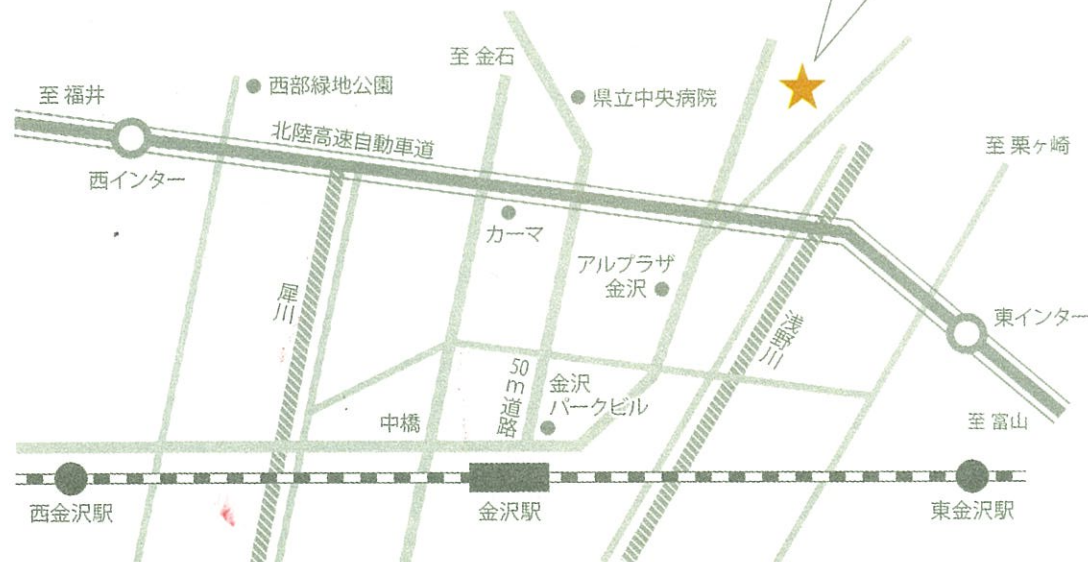 至 金石
西部緑地公園
県立中央病院
至 福井
北陸高速自動車道
至 栗ヶ崎
西インター
カーマ
アルプラザ
金沢
犀川
浅野川
東インター
50m道路
金沢
パークビル
中橋
至 富山
西金沢駅
金沢駅
東金沢駅